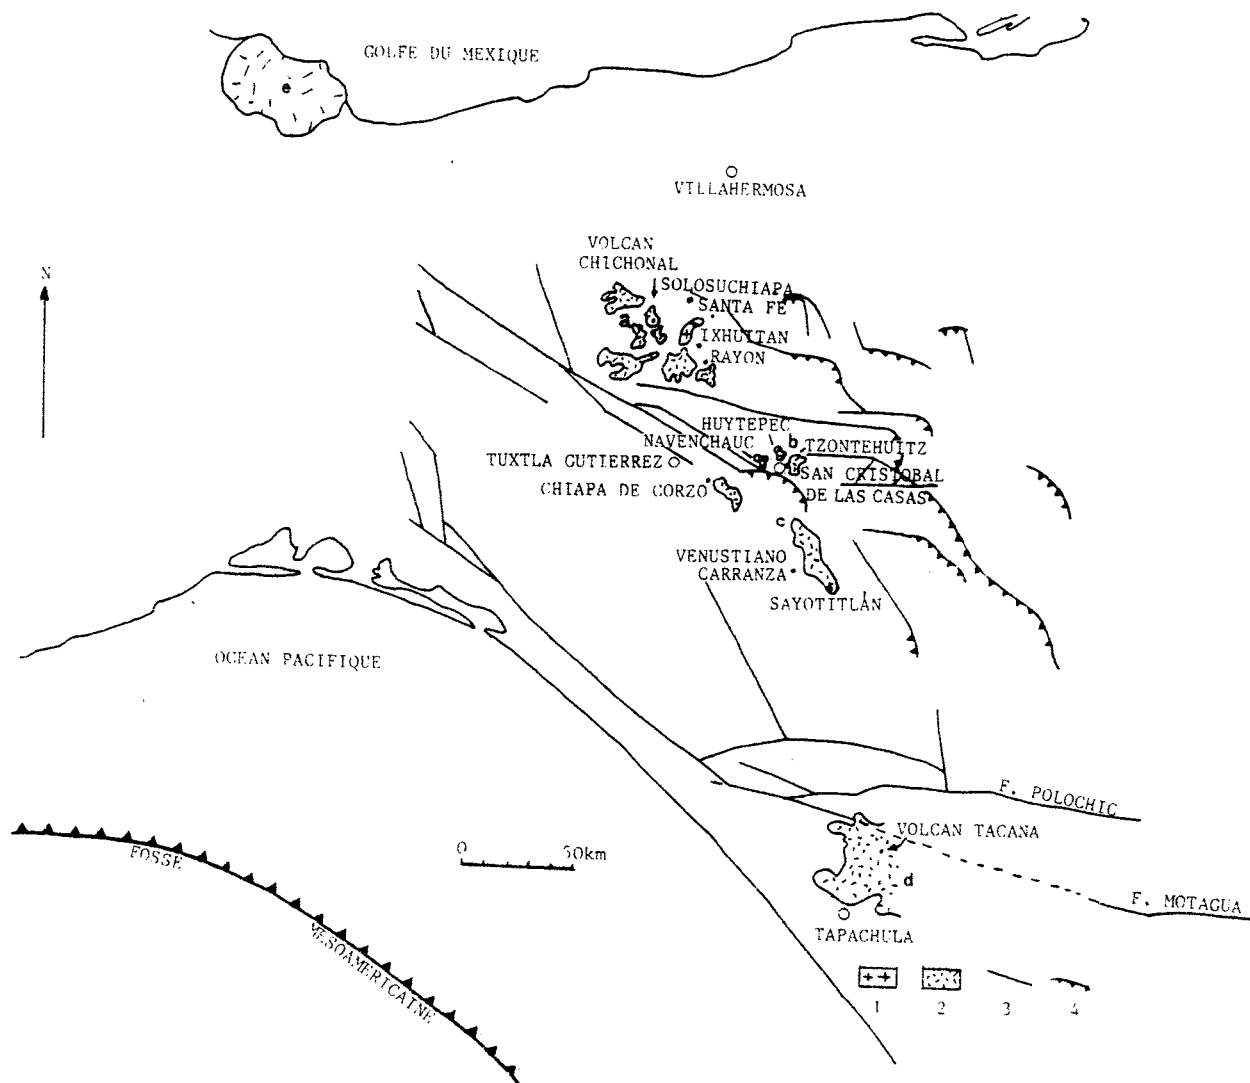 GOLFE DU MEXIQUE
e
VILLAHERMOSA
N
VOLCAN
CHICHONAL
SOLOSUCHIAPA
SANTA FE
a
IXHUITAN
RAYON
HUYTEPEC
b
TZONTEHUITZ
NAVENCHAUC
TUXTLA GUTIERREZ
SAN CRISTOBAL
DE LAS CASAS
CHIAPA DE CORZO
c
VENUSTIANO
CARRANZA
SAYOTITLÁN
OCEAN PACIFIQUE
F. POLOCHIC
VOLCAN TACANA
0 50km
FOSSE
d
F. MOTAGUA
MESOAMERICAINE
TAPACHULA
1 2 3 4